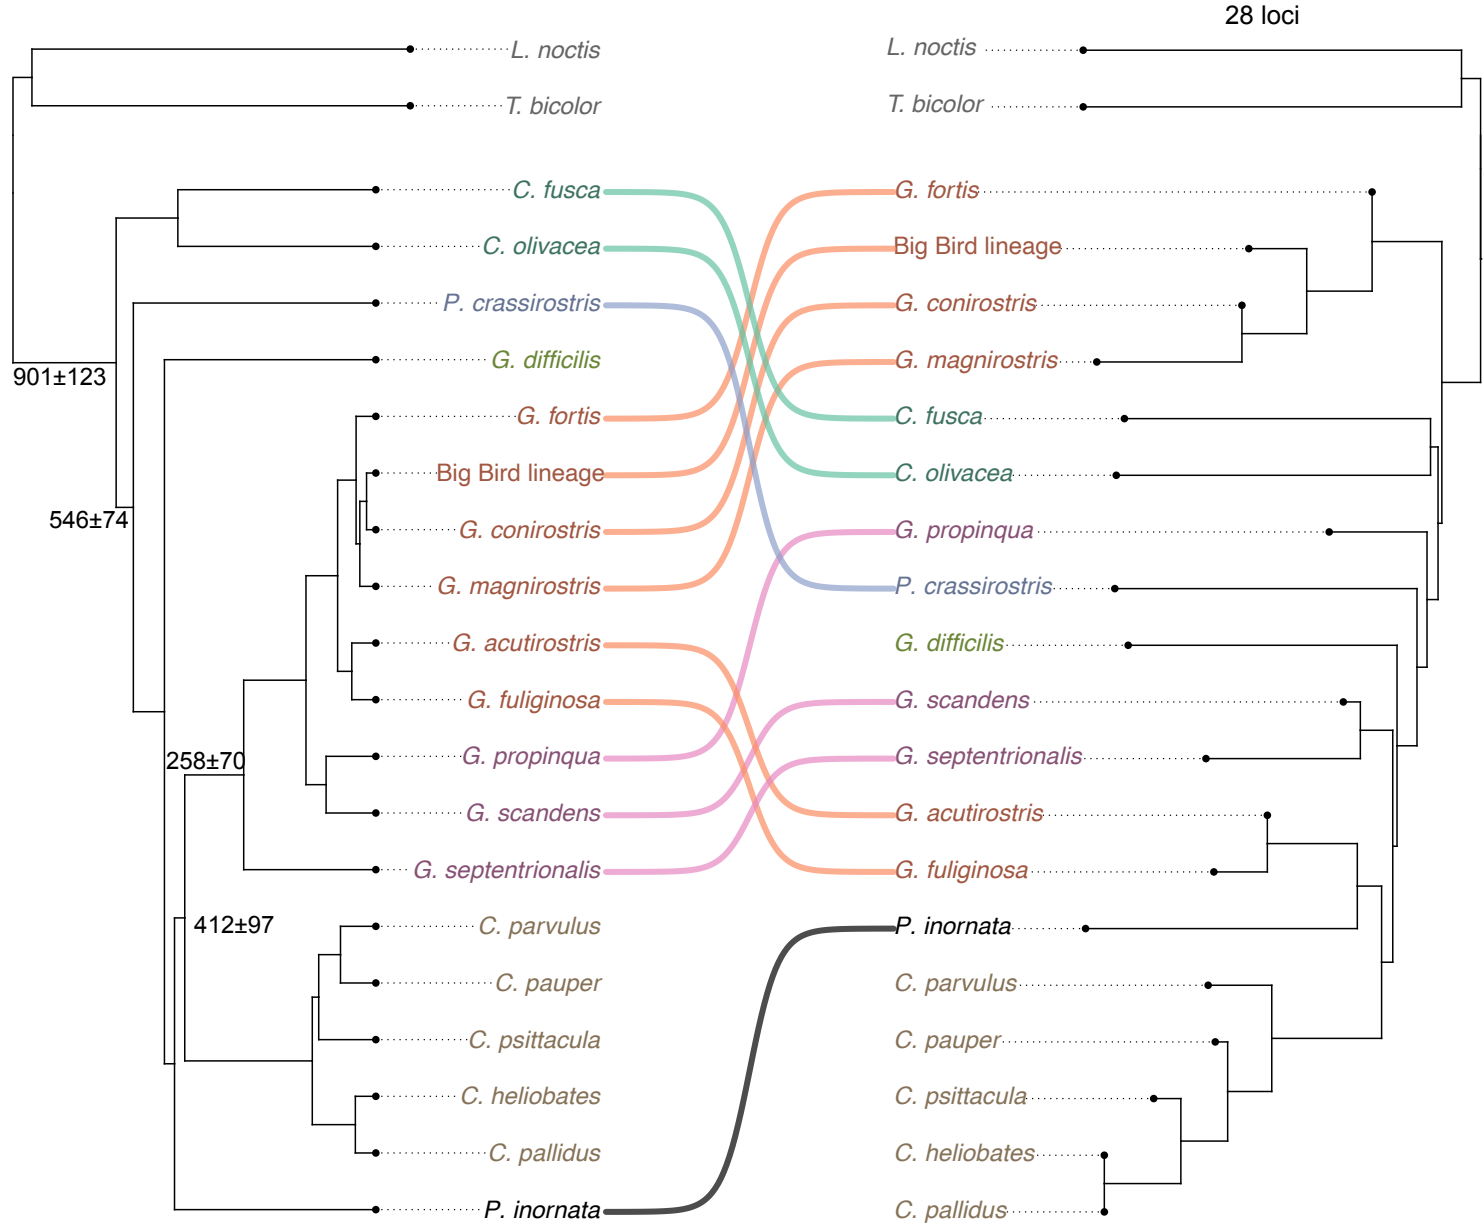 28 loci
L. noctis
L. noctis
T. bicolor
T. bicolor
C. fusca
G. fortis
C. olivacea
Big Bird lineage
P. crassirostris
G. conirostris
G. difficilis
G. magnirostris
901±123
G. fortis
C. fusca
Big Bird lineage
C. olivacea
546±74
G. conirostris
G. propinqua
G. magnirostris
P. crassirostris
G. acutirostris
G. difficilis
G. fuliginosa
G. scandens
258±70
G. propinqua
G. septentrionalis
G. scandens
G. acutirostris
G. septentrionalis
G. fuliginosa
412±97
C. parvulus
P. inornata
C. pauper
C. parvulus
C. psittacula
C. pauper
C. heliobates
C. psittacula
C. pallidus
C. heliobates
P. inornata
C. pallidus